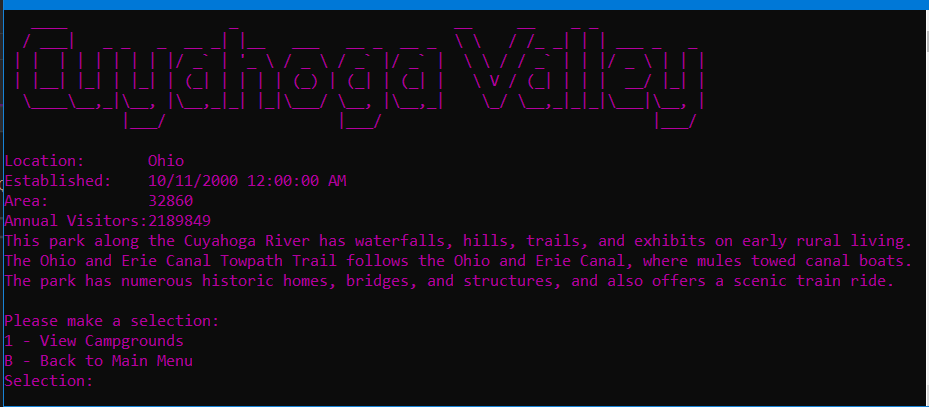 Cuyahoga Valley
Location: Ohio
Established: 10/11/2000 12:00:00 AM
Area: 32860
Annual Visitors:2189849
This park along the Cuyahoga River has waterfalls, hills, trails, and exhibits on early rural living.
The Ohio and Erie Canal Towpath Trail follows the Ohio and Erie Canal, where mules towed canal boats.
The park has numerous historic homes, bridges, and structures, and also offers a scenic train ride.
Please make a selection:
1 - View Campgrounds
B - Back to Main Menu
Selection: